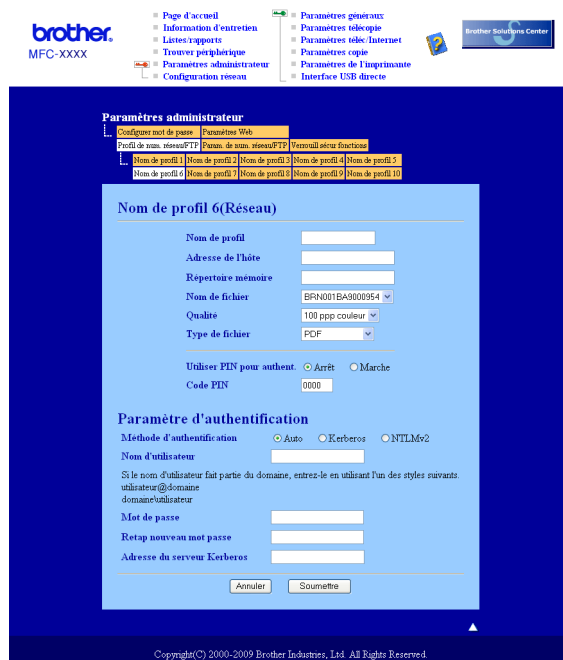 brother.
MFC-XXXX
Page d'accueil
Information d'entretien
Listes/rapports
Trouver périphérique
Paramètres administrateur
Configuration réseau
Paramètres généraux
Paramètres télécopie
Paramètres téléc/Internet
Paramètres copie
Paramètres de l'imprimante
Interface USB directe
Brother Solutions Center
Paramètres administrateur
Configurer mot de passe Paramètres Web
Profil de num. réseau/FTP Param. de num. réseau/FTP Verrouill sécur fonctions
Nom de profil 1 Nom de profil 2 Nom de profil 3 Nom de profil 4 Nom de profil 5
Nom de profil 6 Nom de profil 7 Nom de profil 8 Nom de profil 9 Nom de profil 10
Nom de profil 6(Réseau)
Nom de profil
Adresse de l'hôte
Répertoire mémoire
Nom de fichier BRN001BA9000954
Qualité 100 ppp couleur
Type de fichier PDF
Utiliser PIN pour authent. Arrêt Marche
Code PIN 0000
Paramètre d'authentification
Méthode d'authentification Auto Kerberos NTLMv2
Nom d'utilisateur
Si le nom d'utilisateur fait partie du domaine, entrez-le en utilisant l'un des styles suivants.
utilisateur@domaine
domaine\utilisateur
Mot de passe
Retap nouveau mot passe
Adresse du serveur Kerberos
Annuler Soumettre
Copyright(C) 2000-2009 Brother Industries, Ltd. All Rights Reserved.